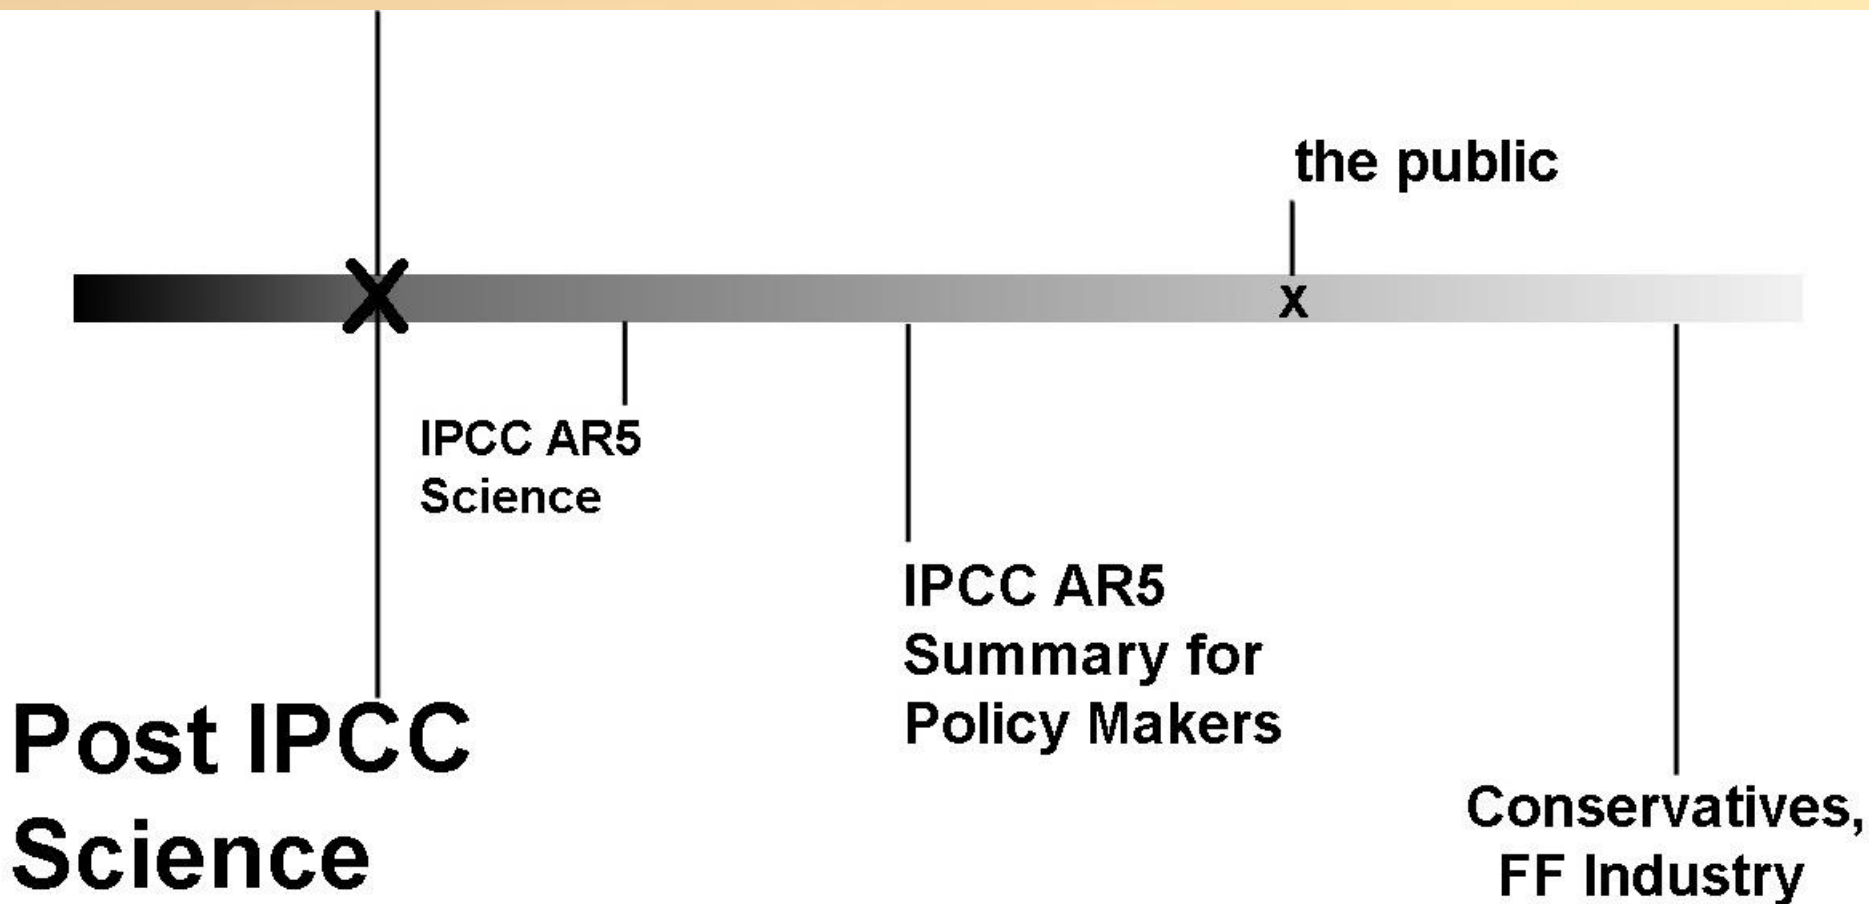 the public
X
x
IPCC AR5
Science
IPCC AR5
Summary for
Policy Makers
Post IPCC
Science
Conservatives,
FF Industry